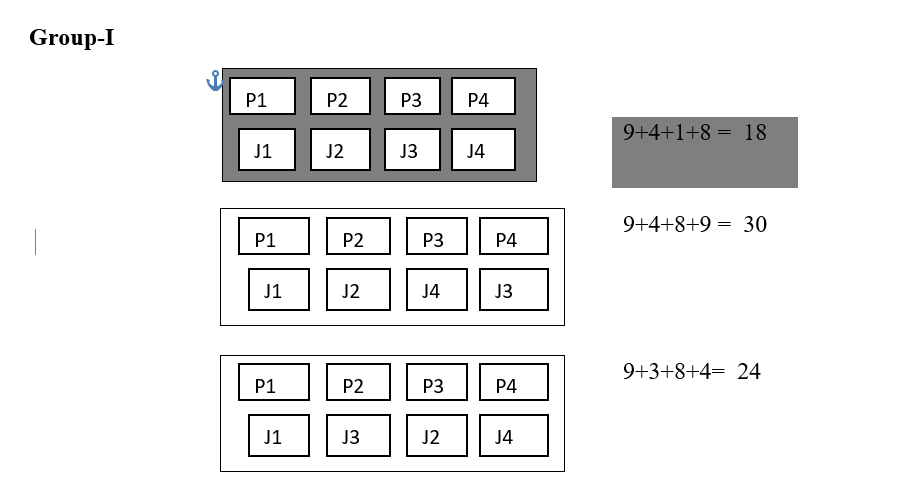 Group-I
P1 P2 P3 P4
J1 J2 J3 J4
9+4+1+8 = 18
P1 P2 P3 P4
J1 J2 J4 J3
9+4+8+9 = 30
P1 P2 P3 P4
J1 J3 J2 J4
9+3+8+4= 24